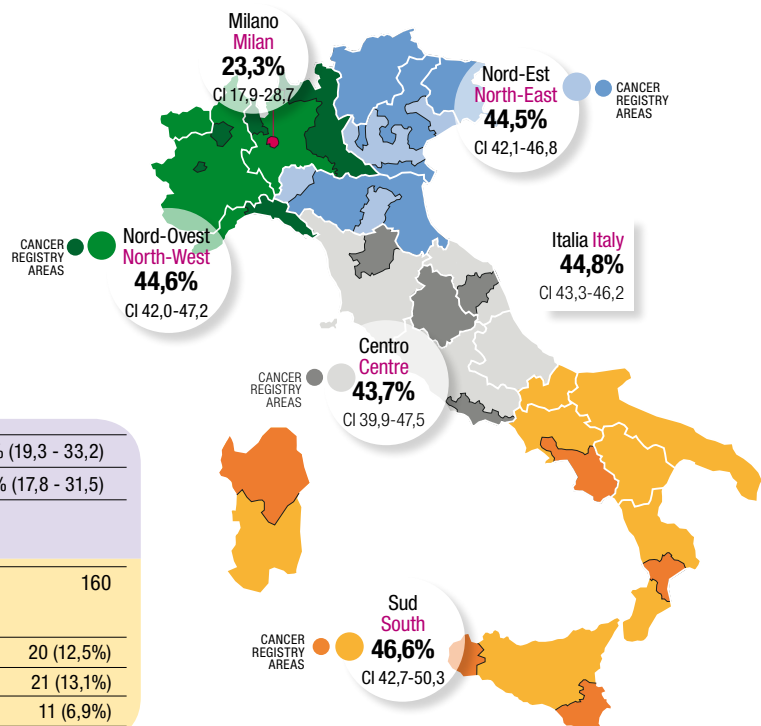 Milano
Milan
23,3%
CI 17,9-28,7
Nord-Est
North-East
44,5%
CI 42,1-46,8
CANCER
REGISTRY
AREAS
CANCER
REGISTRY
AREAS
Nord-Ovest
North-West
44,6%
CI 42,0-47,2
Italia Italy
44,8%
CI 43,3-46,2
CANCER
REGISTRY
AREAS
Centro
Centre
43,7%
CI 39,9-47,5
% (19,3 - 33,2)
% (17,8 - 31,5)
160
20 (12,5%)
21 (13,1%)
11 (6,9%)
CANCER
REGISTRY
AREAS
Sud
South
46,6%
CI 42,7-50,3